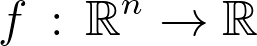 f : ℝⁿ → ℝ